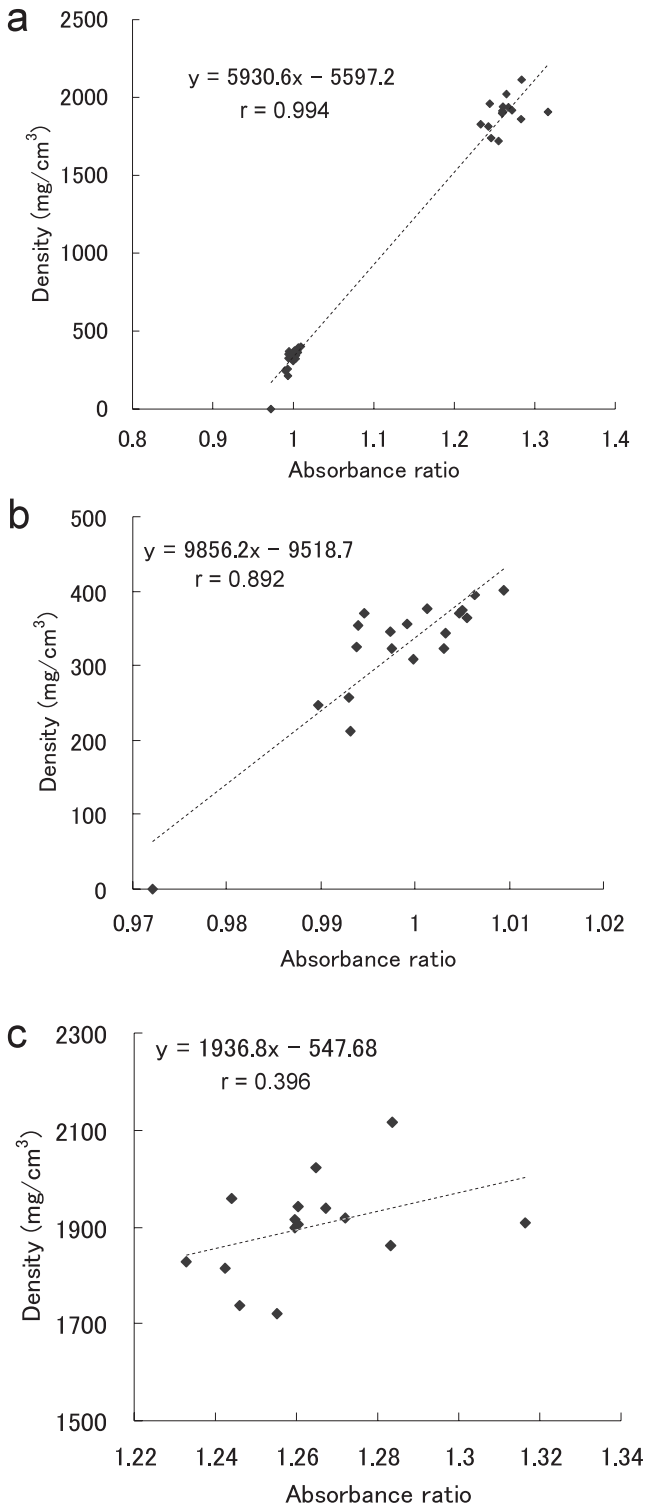 a
2500
2000
1500
1000
500
0
y = 5930.6x − 5597.2
r = 0.994
Density (mg/cm³)
0.8 0.9 1 1.1 1.2 1.3 1.4
Absorbance ratio
b
500
400
300
200
100
0
y = 9856.2x − 9518.7
r = 0.892
Density (mg/cm³)
0.97 0.98 0.99 1 1.01 1.02
Absorbance ratio
c
2300
2100
1900
1700
1500
y = 1936.8x − 547.68
r = 0.396
Density (mg/cm³)
1.22 1.24 1.26 1.28 1.3 1.32 1.34
Absorbance ratio